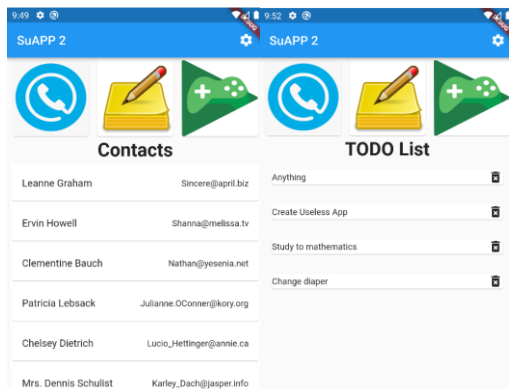 9:49
SuAPP 2
Contacts
Leanne Graham Sincere@april.biz
Ervin Howell Shanna@melissa.tv
Clementine Bauch Nathan@yesenia.net
Patricia Lebsack Julianne.OConner@kory.org
Chelsey Dietrich Lucio_Hettinger@annie.ca
Mrs. Dennis Schulist Karley_Dach@jasper.info
9:52
SuAPP 2
TODO List
Anything
Create Useless App
Study to mathematics
Change diaper